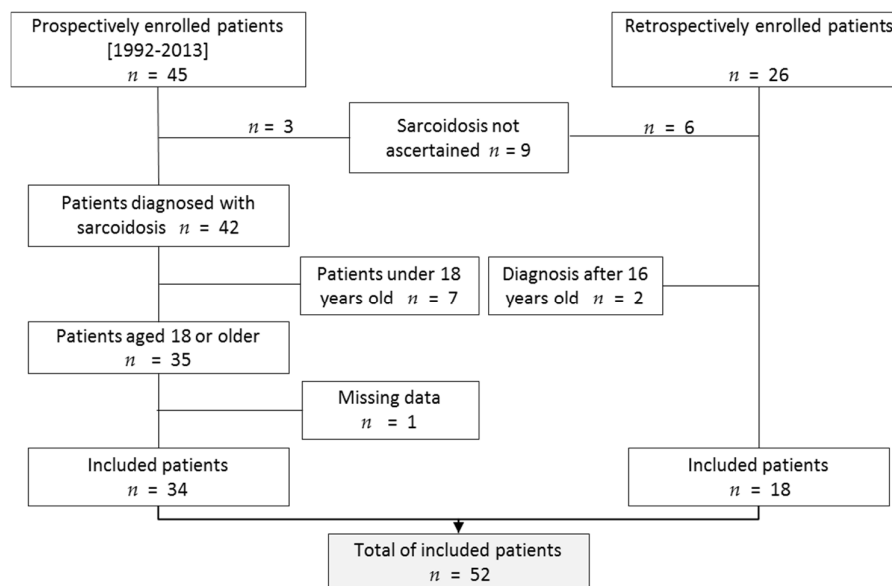 Prospectively enrolled patients
[1992-2013]
n = 45
Retrospectively enrolled patients
n = 26
n = 3
Sarcoidosis not
ascertained n = 9
n = 6
Patients diagnosed with
sarcoidosis n = 42
Patients under 18
years old n = 7
Diagnosis after 16
years old n = 2
Patients aged 18 or older
n = 35
Missing data
n = 1
Included patients
n = 34
Included patients
n = 18
Total of included patients
n = 52